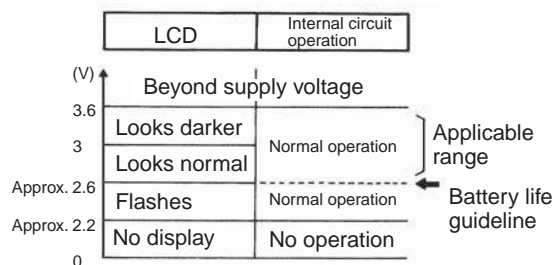 LCD
Internal circuit
operation
(V)
Beyond supply voltage
3.6
Looks darker
Normal operation
Applicable
range
3
Looks normal
Approx. 2.6
Battery life
guideline
Flashes
Normal operation
Approx. 2.2
No display
No operation
0